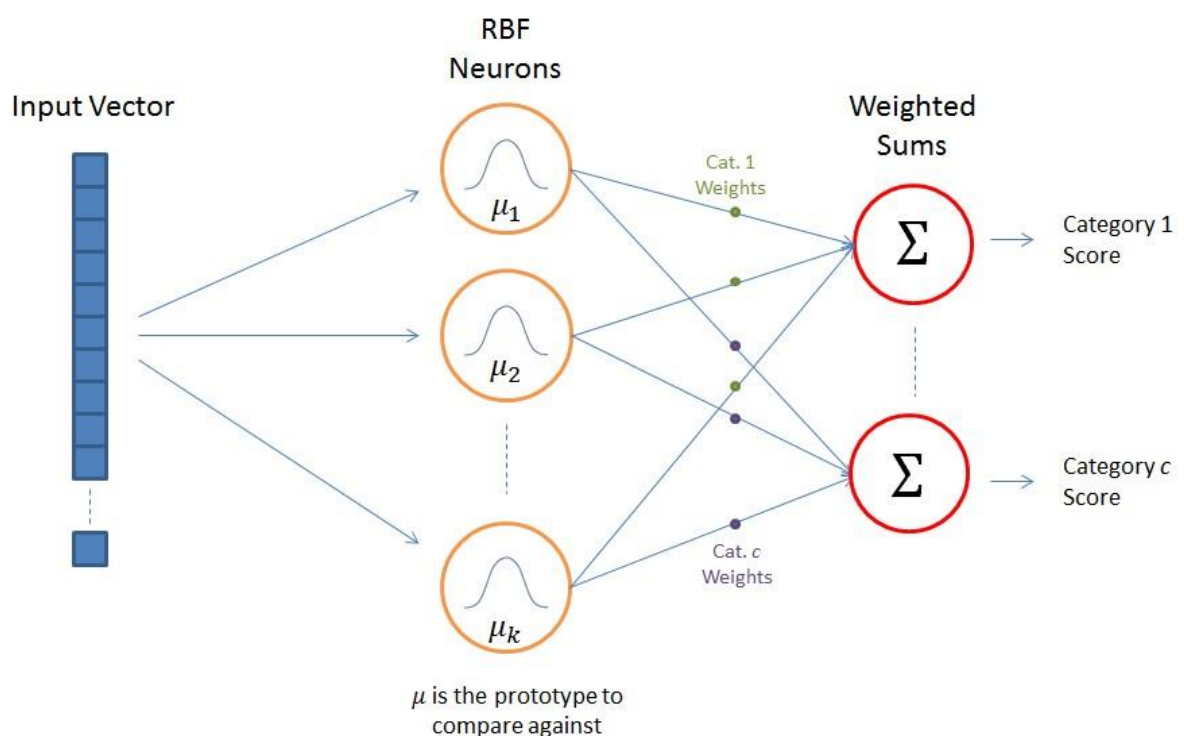 RBF
Neurons
Input Vector
Weighted
Sums
Cat. 1
Weights
μ1
Σ
Category 1
Score
μ2
Σ
Category c
Score
Cat. c
Weights
μk
μ is the prototype to
compare against